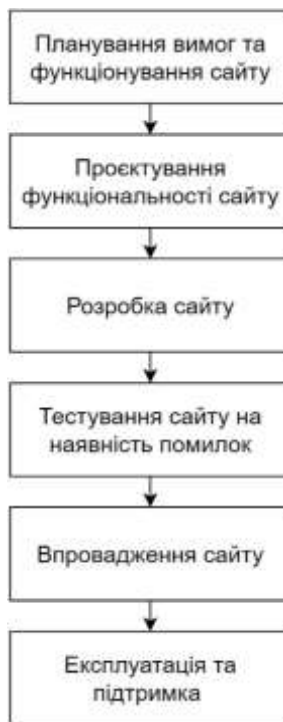 Планування вимог та
функціонування сайту
Проєктування
функціональності сайту
Розробка сайту
Тестування сайту на
наявність помилок
Впровадження сайту
Експлуатація та
підтримка